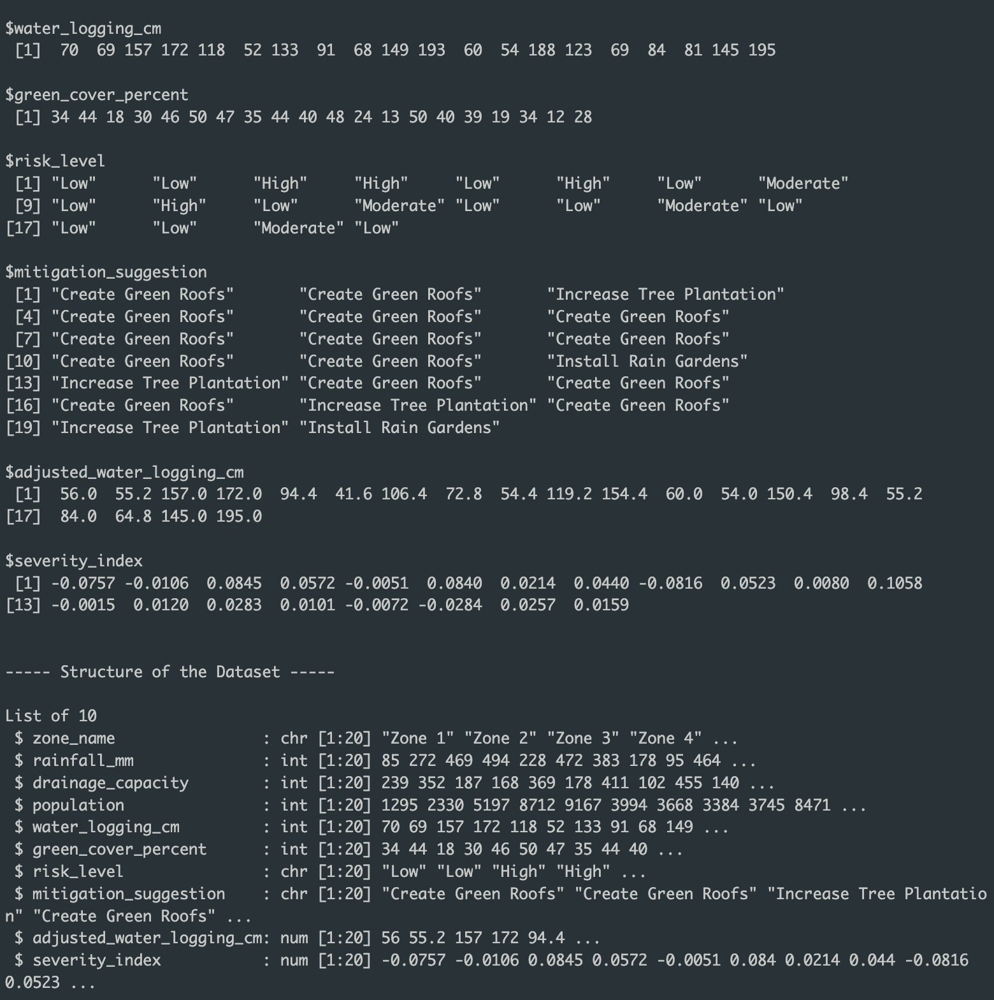 $water_logging_cm
 [1]  70  69 157 172 118  52 133  91  68 149 193  60  54 188 123  69  84  81 145 195
$green_cover_percent
 [1] 34 44 18 30 46 50 47 35 44 40 48 24 13 50 40 39 19 34 12 28
$risk_level
 [1] "Low"      "Low"      "High"     "High"     "Low"      "High"     "Low"      "Moderate"
 [9] "Low"      "High"     "Low"      "Moderate" "Low"      "Low"      "Moderate" "Low"
[17] "Low"      "Low"      "Moderate" "Low"
$mitigation_suggestion
 [1] "Create Green Roofs"       "Create Green Roofs"       "Increase Tree Plantation"
 [4] "Create Green Roofs"       "Create Green Roofs"       "Create Green Roofs"
 [7] "Create Green Roofs"       "Create Green Roofs"       "Create Green Roofs"
[10] "Create Green Roofs"       "Create Green Roofs"       "Install Rain Gardens"
[13] "Increase Tree Plantation" "Create Green Roofs"       "Create Green Roofs"
[16] "Create Green Roofs"       "Increase Tree Plantation" "Create Green Roofs"
[19] "Increase Tree Plantation" "Install Rain Gardens"
$adjusted_water_logging_cm
 [1]  56.0  55.2 157.0 172.0  94.4  41.6 106.4  72.8  54.4 119.2 154.4  60.0  54.0 150.4  98.4  55.2
[17]  84.0  64.8 145.0 195.0
$severity_index
 [1] -0.0757 -0.0106  0.0845  0.0572 -0.0051  0.0840  0.0214  0.0440 -0.0816  0.0523  0.0080  0.1058
[13] -0.0015  0.0120  0.0283  0.0101 -0.0072 -0.0284  0.0257  0.0159
----- Structure of the Dataset -----
List of 10
 $ zone_name                : chr [1:20] "Zone 1" "Zone 2" "Zone 3" "Zone 4" ...
 $ rainfall_mm              : int [1:20] 85 272 469 494 228 472 383 178 95 464 ...
 $ drainage_capacity        : int [1:20] 239 352 187 168 369 178 411 102 455 140 ...
 $ population               : int [1:20] 1295 2330 5197 8712 9167 3994 3668 3384 3745 8471 ...
 $ water_logging_cm         : int [1:20] 70 69 157 172 118 52 133 91 68 149 ...
 $ green_cover_percent      : int [1:20] 34 44 18 30 46 50 47 35 44 40 ...
 $ risk_level               : chr [1:20] "Low" "Low" "High" "High" ...
 $ mitigation_suggestion    : chr [1:20] "Create Green Roofs" "Create Green Roofs" "Increase Tree Plantatio
n" "Create Green Roofs" ...
 $ adjusted_water_logging_cm: num [1:20] 56 55.2 157 172 94.4 ...
 $ severity_index           : num [1:20] -0.0757 -0.0106 0.0845 0.0572 -0.0051 0.084 0.0214 0.044 -0.0816
0.0523 ...